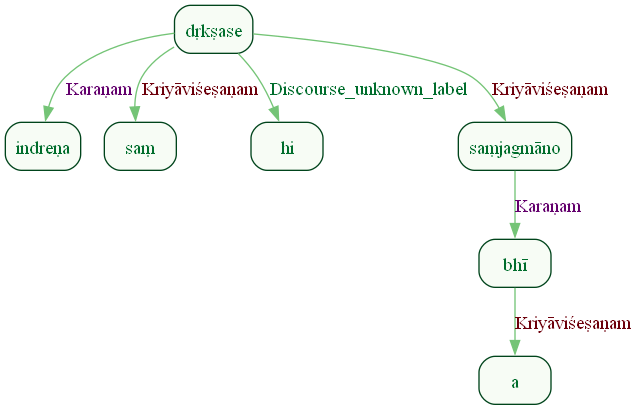 dṛkṣase
Karaṇam Kriyāviśeṣaṇam Discourse_unknown_label Kriyāviśeṣaṇam
indreṇa saṃ hi saṃjagmāno
Karaṇam
bhī
Kriyāviśeṣaṇam
a